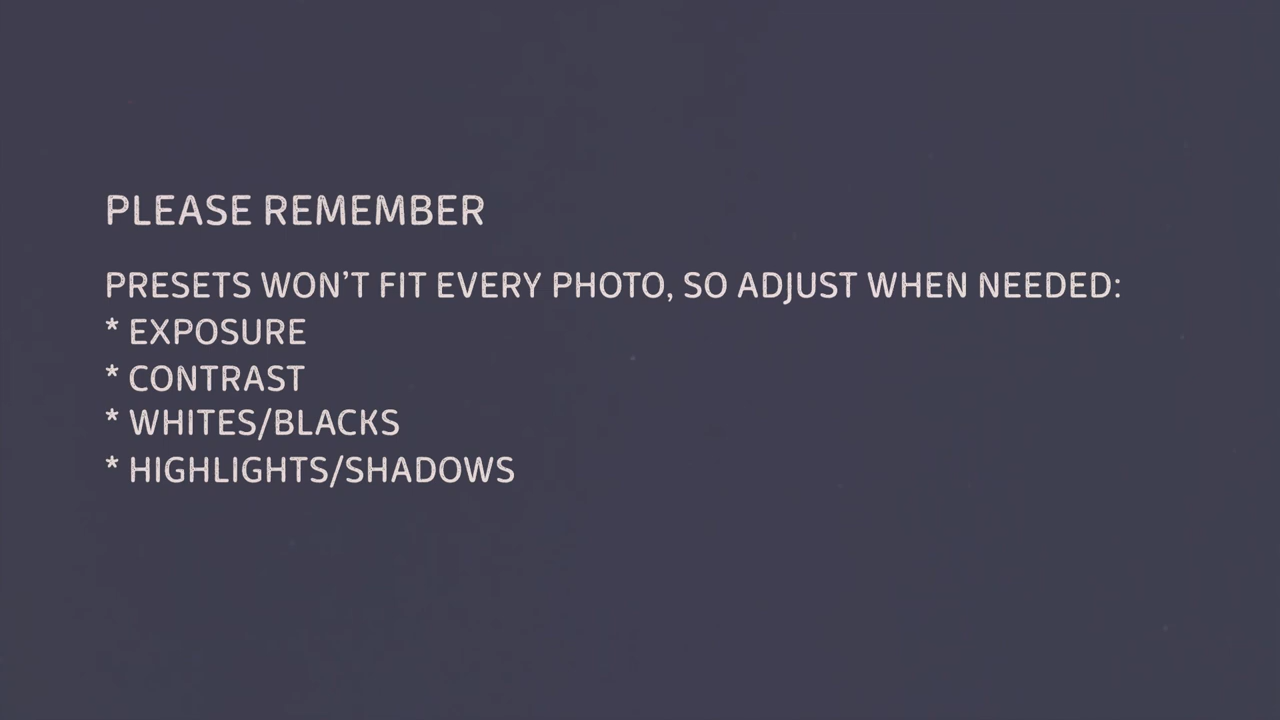 PLEASE REMEMBER
PRESETS WON’T FIT EVERY PHOTO, SO ADJUST WHEN NEEDED:
* EXPOSURE
* CONTRAST
* WHITES/BLACKS
* HIGHLIGHTS/SHADOWS